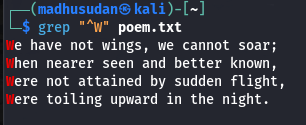 ┌──(madhusudan㉿kali)-[~]
└─$ grep "^W" poem.txt
We have not wings, we cannot soar;
When nearer seen and better known,
Were not attained by sudden flight,
Were toiling upward in the night.